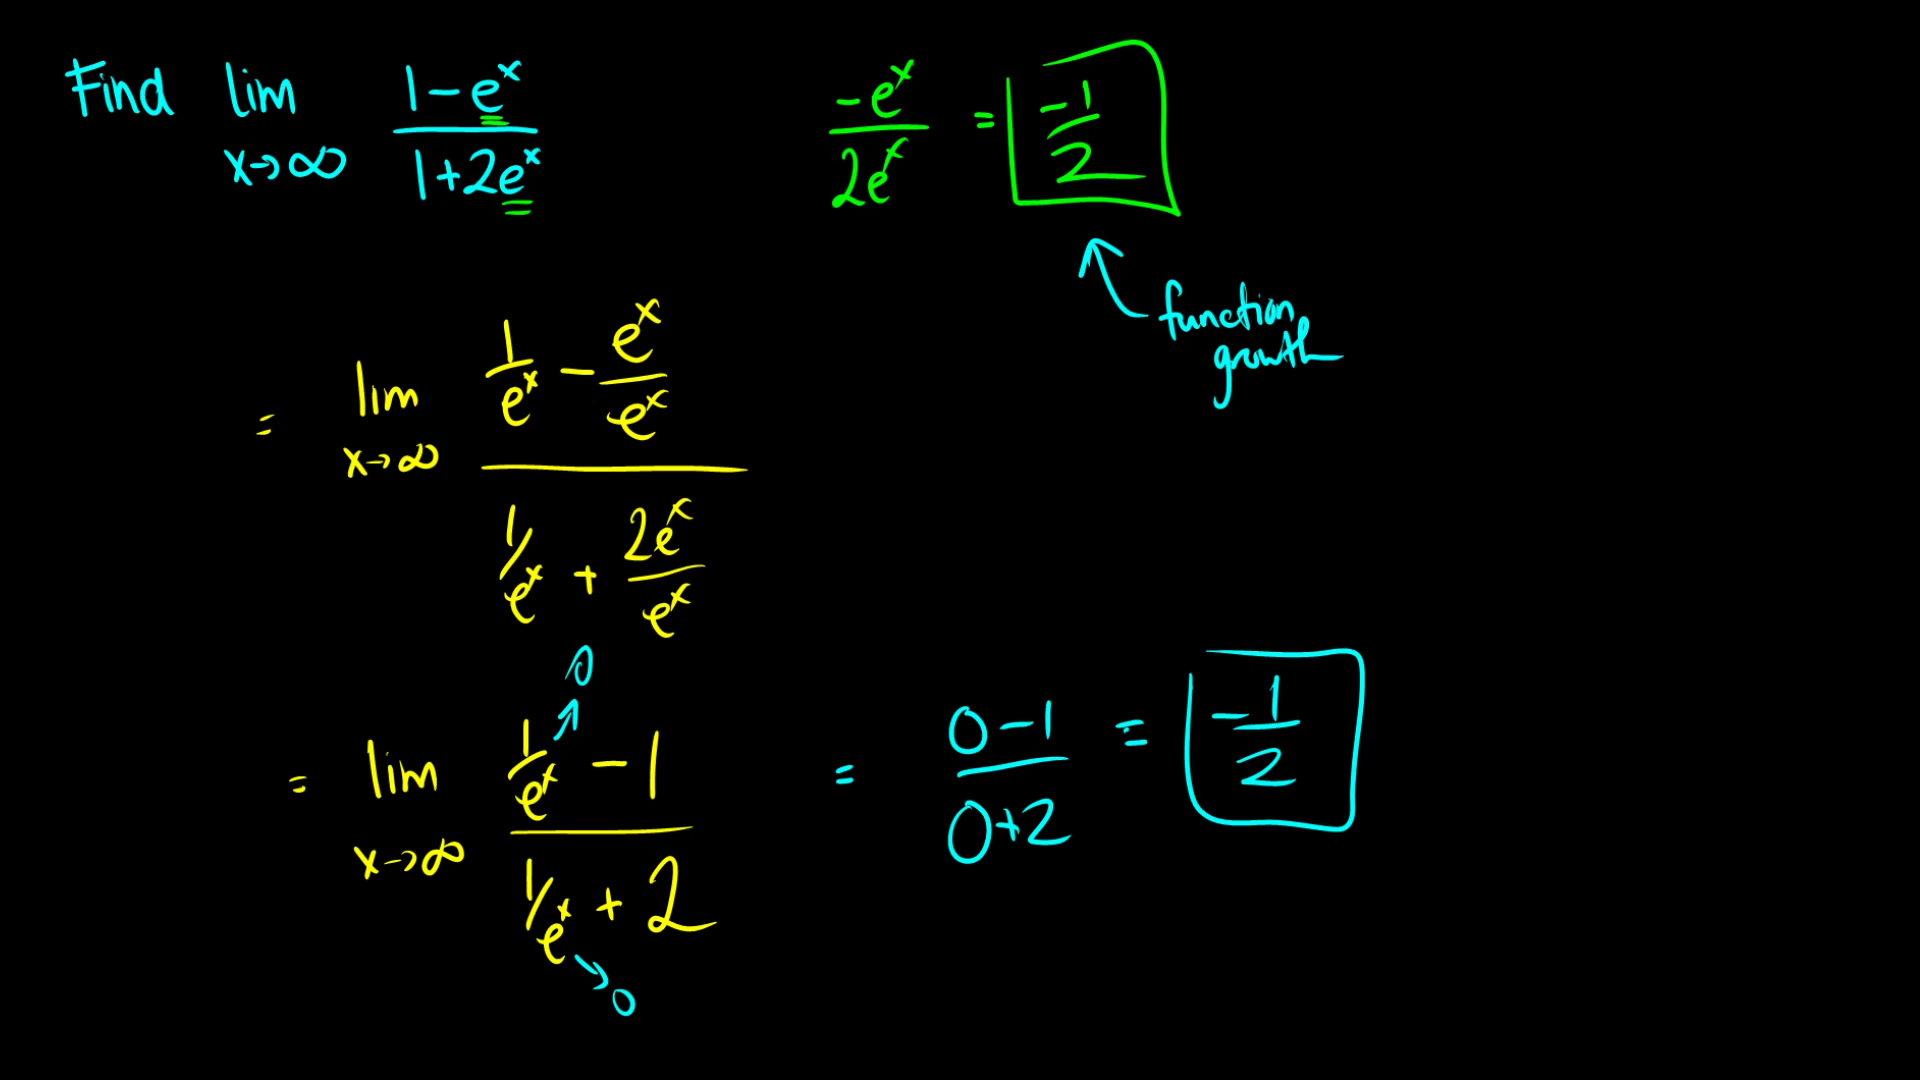 Find lim x→∞ (1 - e^x)/(1 + 2e^x)
-e^x/2e^x = -1/2
function
growth
= lim x→∞ (1/e^x - e^x/e^x)/(1/e^x + 2e^x/e^x)
= lim x→∞ (1/e^x → 0 - 1)/(1/e^x → 0 + 2) = (0 - 1)/(0 + 2) = -1/2